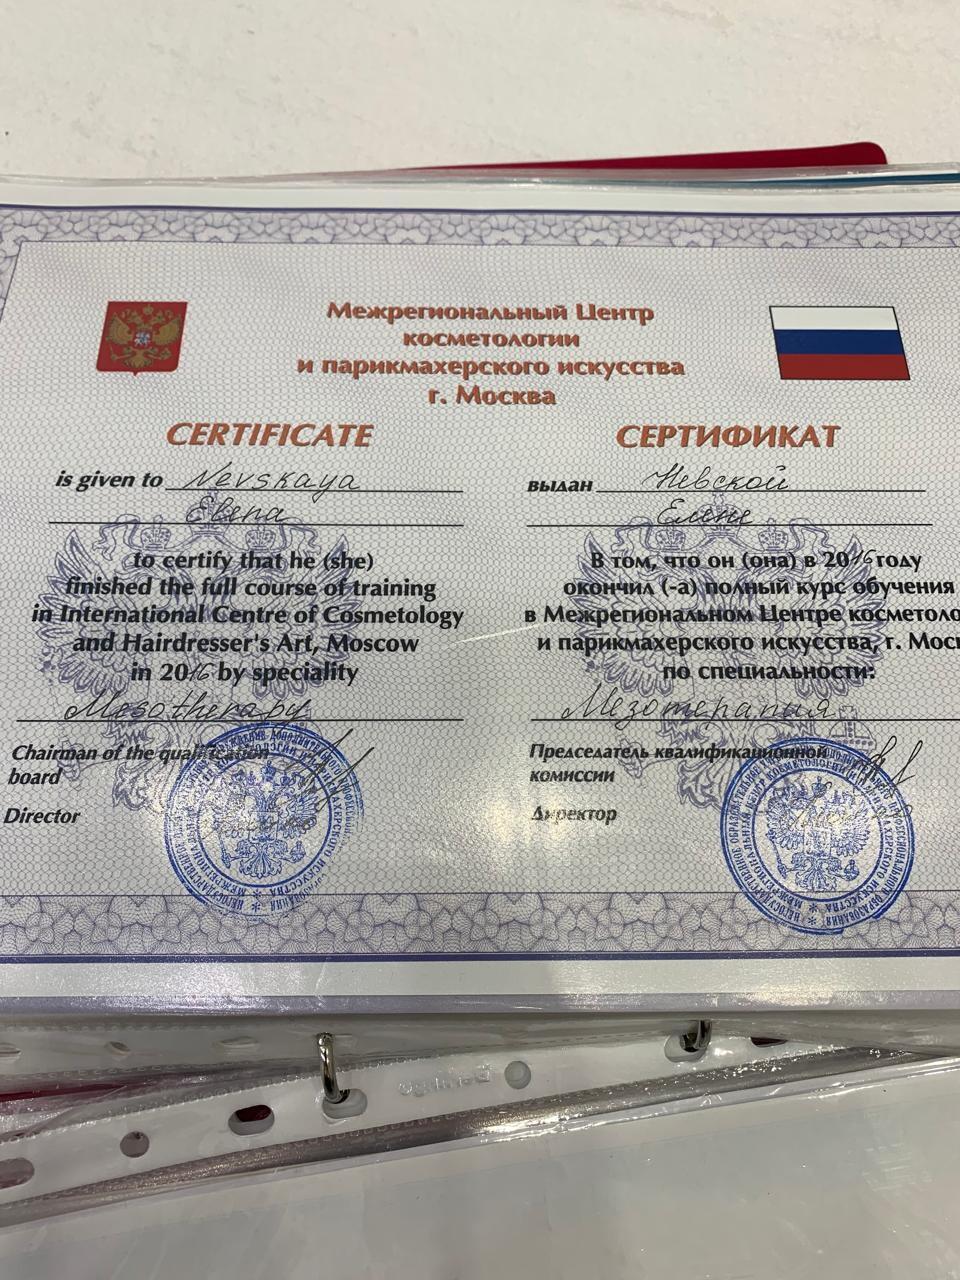 Межрегиональный Центр
косметологии
и парикмахерского искусства
г. Москва
CERTIFICATE
is given to Nevskaya
Elena
to certify that he (she)
finished the full course of training
in International Centre of Cosmetology
and Hairdresser's Art, Moscow
in 2016 by speciality
Mesotherapy
Chairman of the qualification
board
Director
СЕРТИФИКАТ
выдан Невской
Елене
В том, что он (она) в 2016 году
окончил (-а) полный курс обучения
в Межрегиональном Центре косметоло
и парикмахерского искусства, г. Моск
по специальности:
Мезотерапия
Председатель квалификационной
комиссии
Директор